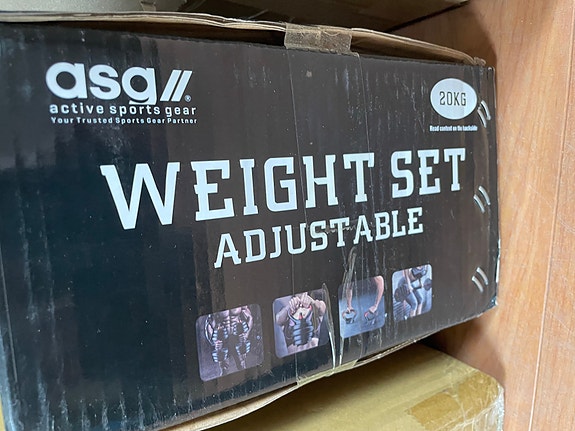 asg//®
active sports gear
Your Trusted Sports Gear Partner
20KG
Read content on the backside
WEIGHT SET
ADJUSTABLE